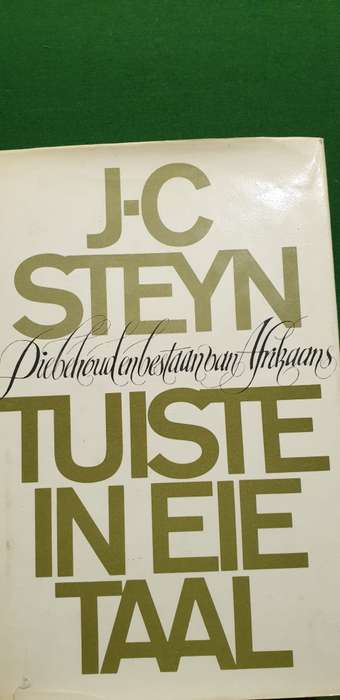 J-C
STEYN
Die behoud en bestaan van Afrikaans
TUISTE
IN EIE
TAAL